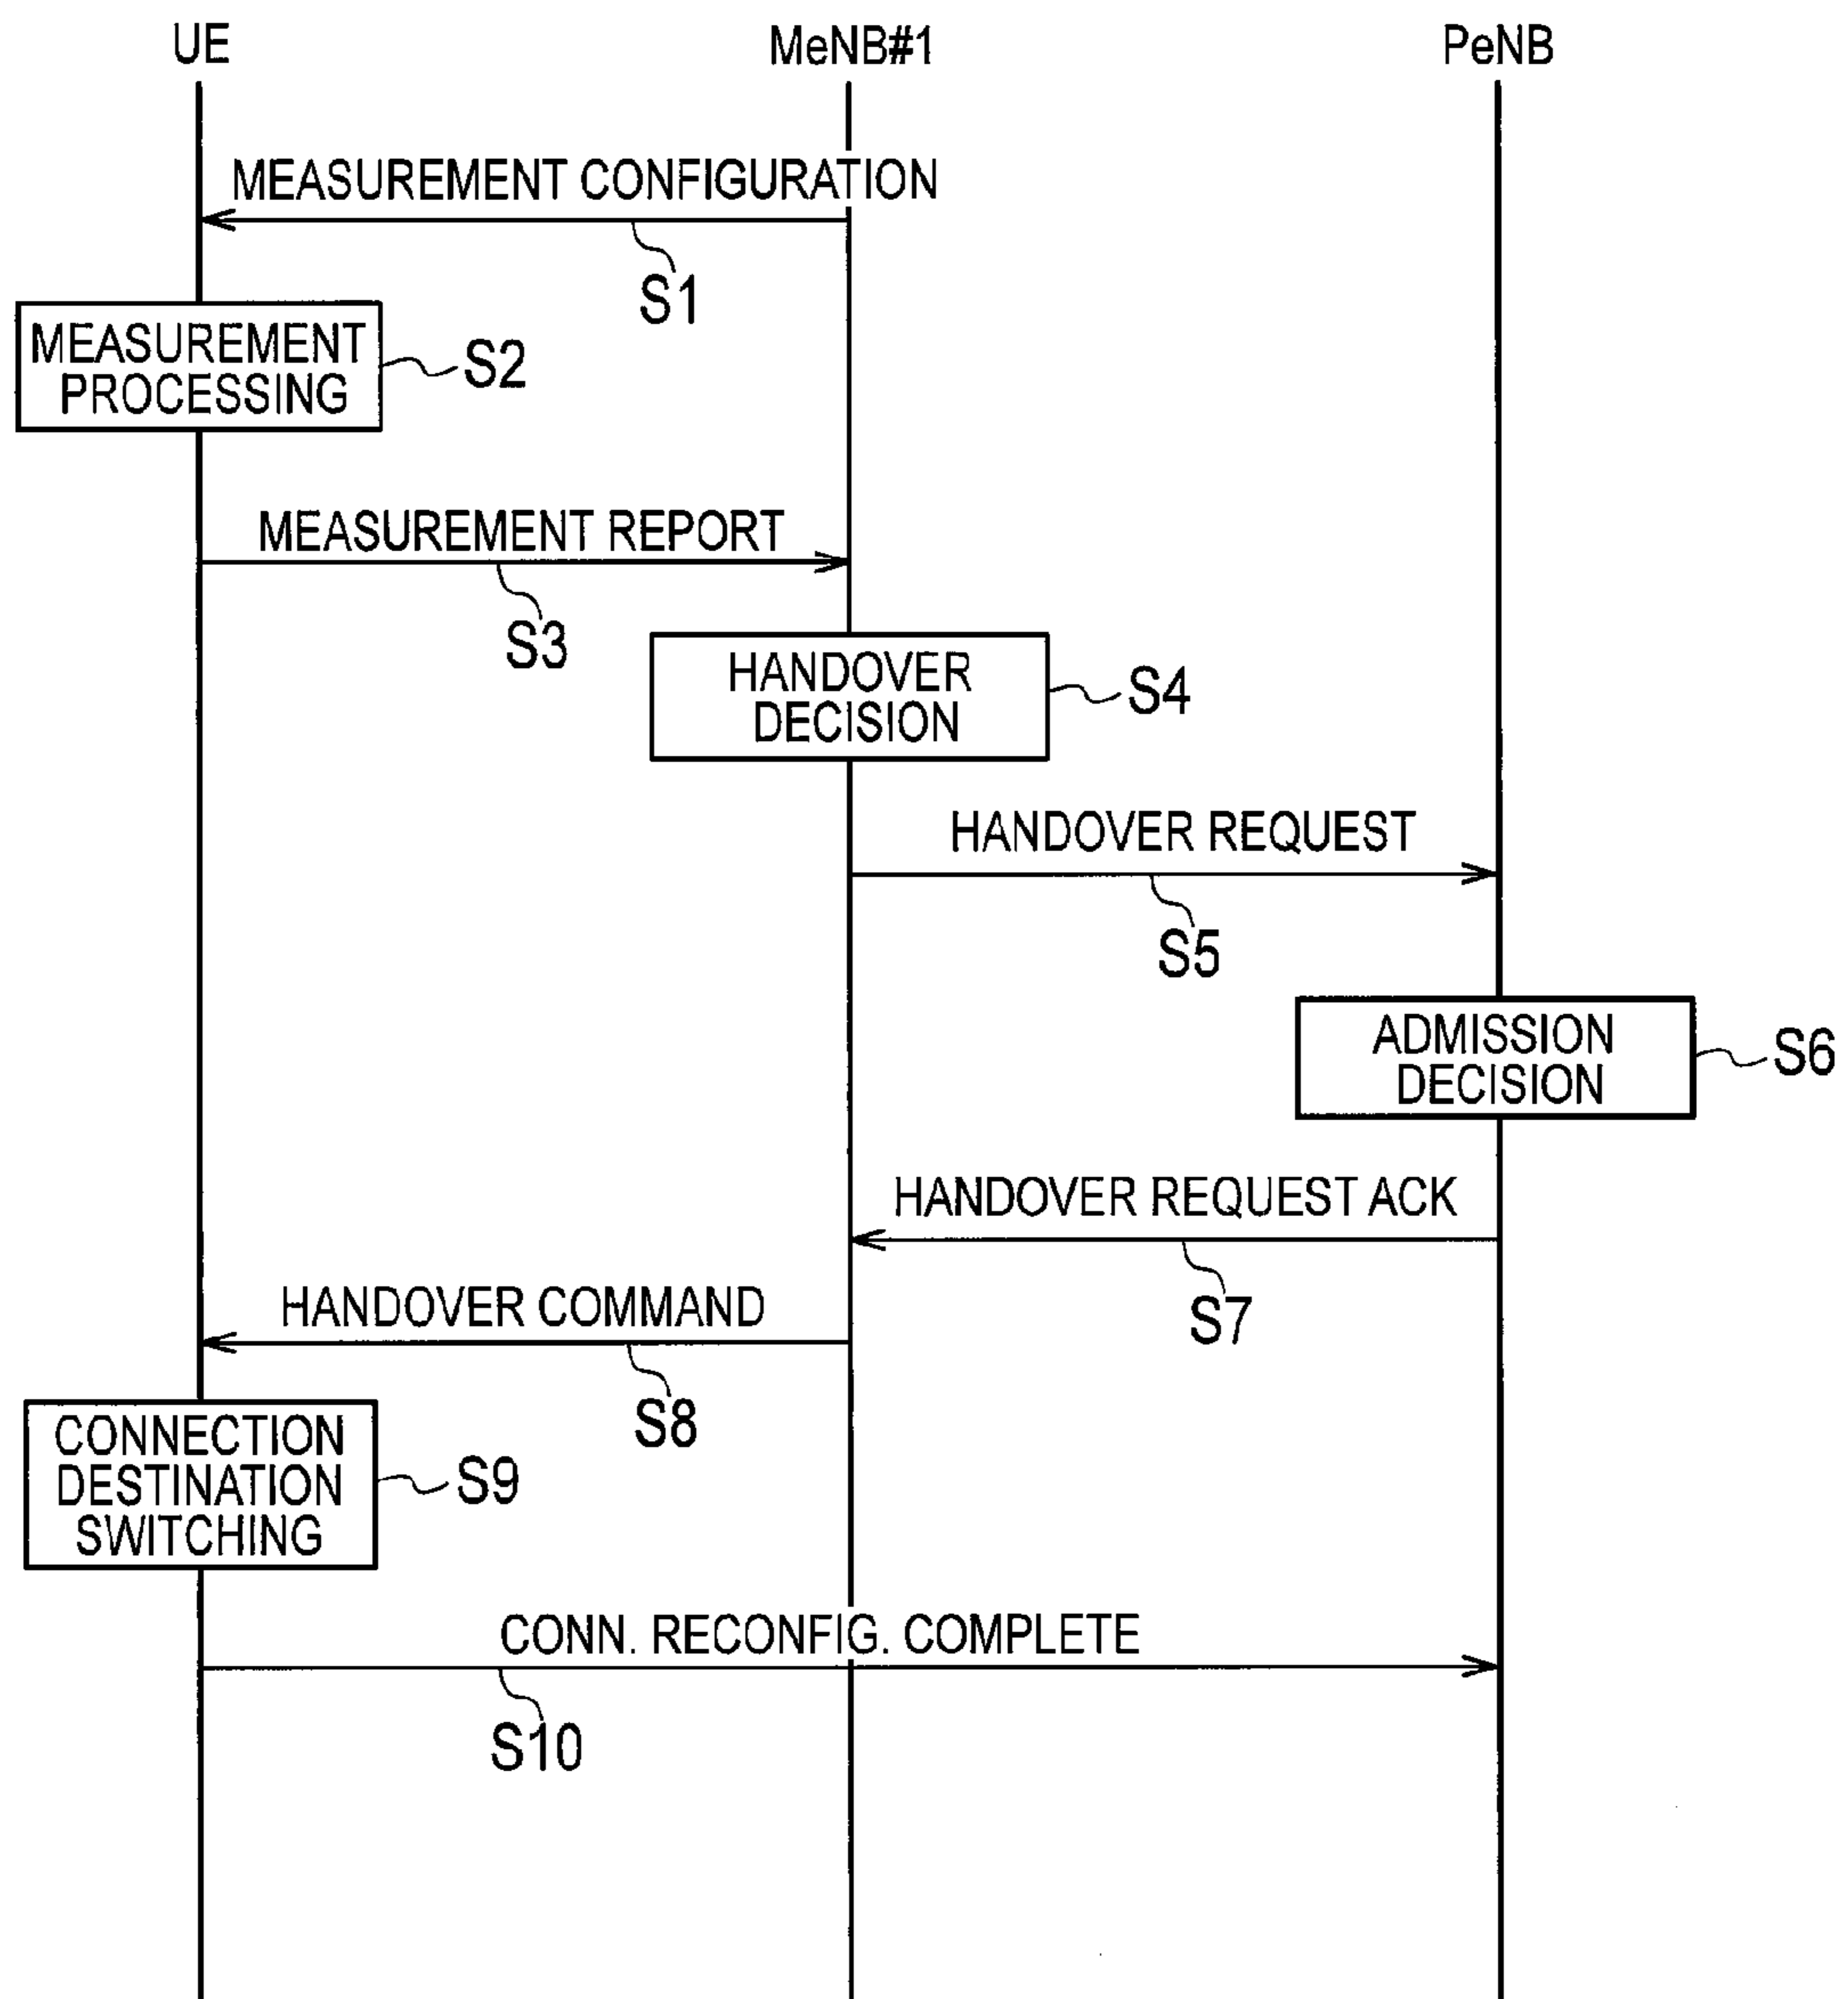 UE
MeNB#1
PeNB
MEASUREMENT CONFIGURATION
S1
MEASUREMENT
PROCESSING
S2
MEASUREMENT REPORT
S3
HANDOVER
DECISION
S4
HANDOVER REQUEST
S5
ADMISSION
DECISION
S6
HANDOVER REQUEST ACK
S7
HANDOVER COMMAND
S8
CONNECTION
DESTINATION
SWITCHING
S9
CONN. RECONFIG. COMPLETE
S10